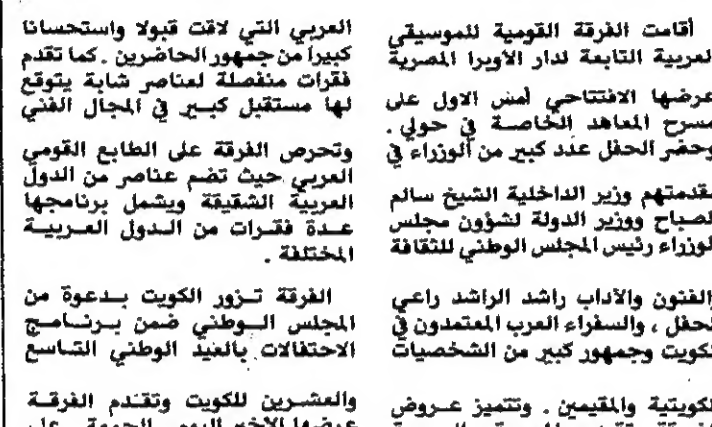 أقامت الفرقة القومية للموسيقى
العربية التابعة لدار الأوبرا المصرية
عرضها الافتتاحي أمس الاول على
مسرح المعاهد الخاصة في حولي .
وحضر الحفل عدد كبير من الوزراء في
مقدمتهم وزير الداخلية الشيخ سالم
الصباح ووزير الدولة لشؤون مجلس
الوزراء رئيس المجلس الوطني للثقافة
والفنون والآداب راشد الراشد راعي
الحفل ، والسفراء العرب المعتمدون في
الكويت وجمهور كبير من الشخصيات
الكويتية والمقيمين . وتتميز عروض
العربي التي لاقت قبولا واستحسانا
كبيرا من جمهور الحاضرين . كما تقدم
فقرات منفصلة لعناصر شابة يتوقع
لها مستقبل كبير في المجال الفني
وتحرص الفرقة على الطابع القومي
العربي حيث تضم عناصر من الدول
العربية الشقيقة ويشمل برنامجها
عدة فقرات من الدول العربية
المختلفة .
الفرقة تزور الكويت بدعوة من
المجلس الوطني ضمن برنامج
الاحتفالات بالعيد الوطني التاسع
والعشرين للكويت وتقدم الفرقة
عرضها الاخير اليوم الجمعة على